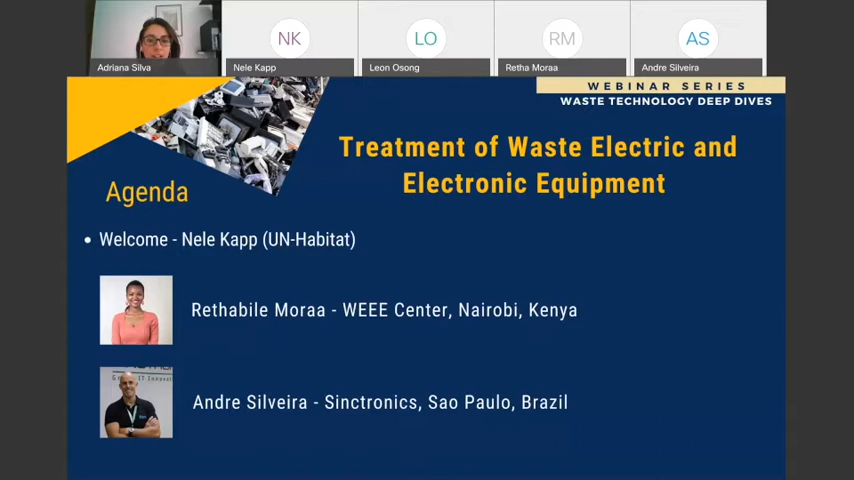 NK
LO
RM
AS
Adriana Silva
Nele Kapp
Leon Osong
Retha Moraa
Andre Silveira
WEBINAR SERIES
WASTE TECHNOLOGY DEEP DIVES
Treatment of Waste Electric and
Electronic Equipment
Agenda
• Welcome - Nele Kapp (UN-Habitat)
Rethabile Moraa - WEEE Center, Nairobi, Kenya
Andre Silveira - Sinctronics, Sao Paulo, Brazil